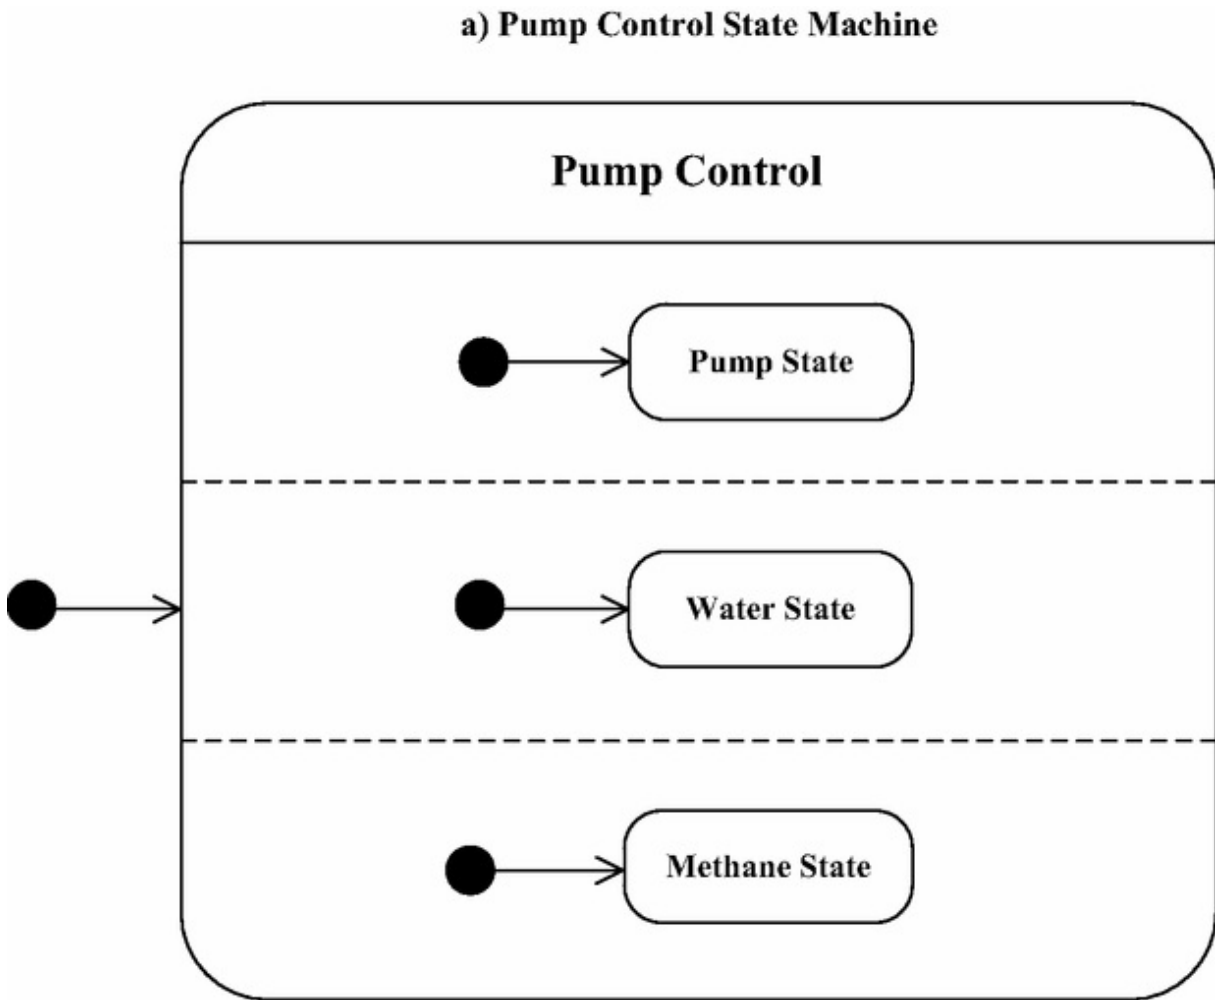 a) Pump Control State Machine
Pump Control
Pump State
Water State
Methane State